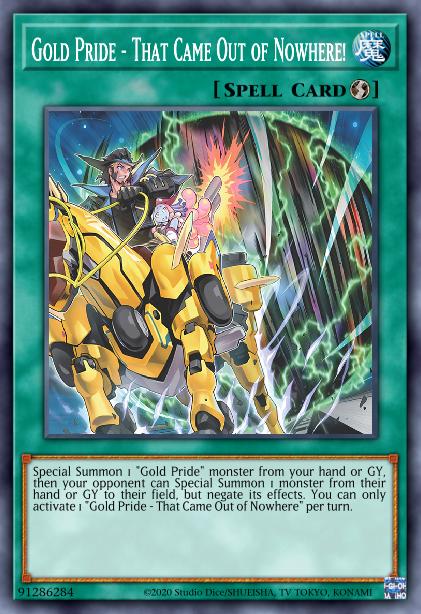 Gold Pride - That Came Out of Nowhere!
SPELL
魔
[SPELL CARD]
Special Summon 1 "Gold Pride" monster from your hand or GY,
then your opponent can Special Summon 1 monster from their
hand or GY to their field, but negate its effects. You can only
activate 1 "Gold Pride - That Came Out of Nowhere" per turn.
91286284
©2020 Studio Dice/SHUEISHA, TV TOKYO, KONAMI